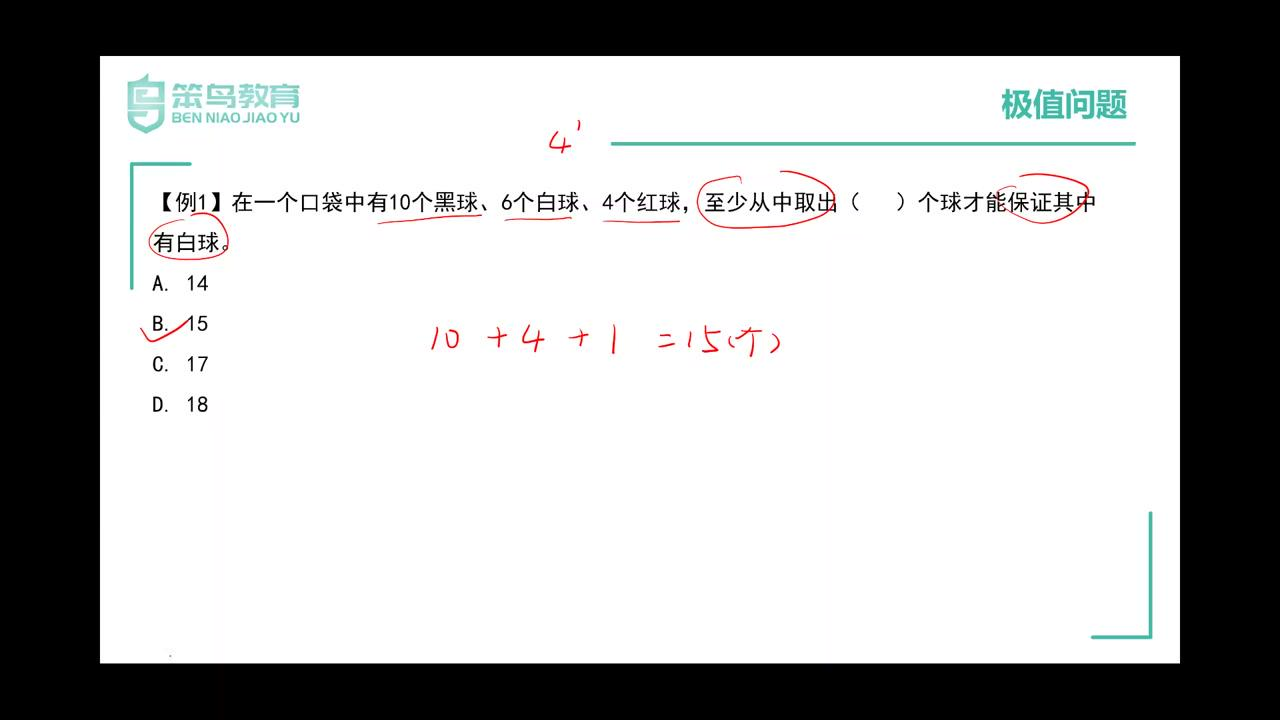 笨鸟教育
BEN NIAO JIAO YU
极值问题
4'
【例1】在一个口袋中有10个黑球、6个白球、4个红球，至少从中取出（ ）个球才能保证其中
有白球。
A. 14
B. 15
C. 17
D. 18
10 + 4 + 1 = 15(个)